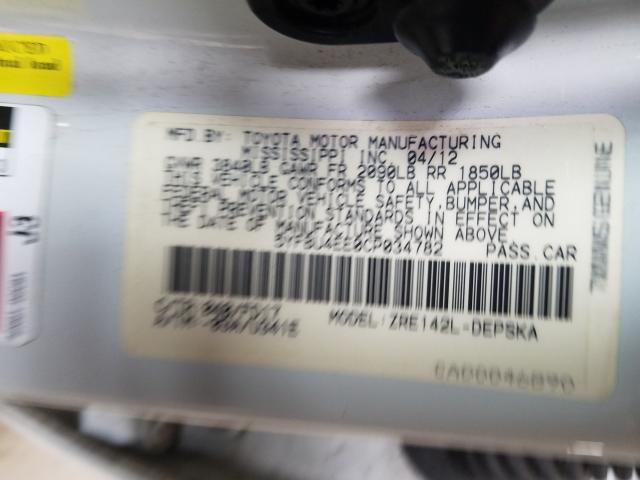 MFD. BY: TOYOTA MOTOR MANUFACTURING
MISSISSIPPI INC. 04/12
GVWR 3840LB GAWR FR 2090LB RR 1850LB
THIS VEHICLE CONFORMS TO ALL APPLICABLE
FEDERAL MOTOR VEHICLE SAFETY, BUMPER, AND
THEFT PREVENTION STANDARDS IN EFFECT ON
THE DATE OF MANUFACTURE SHOWN ABOVE.
5YFBU4EE0CP034782 PASS. CAR
MODEL: ZRE142L-DEPSKA